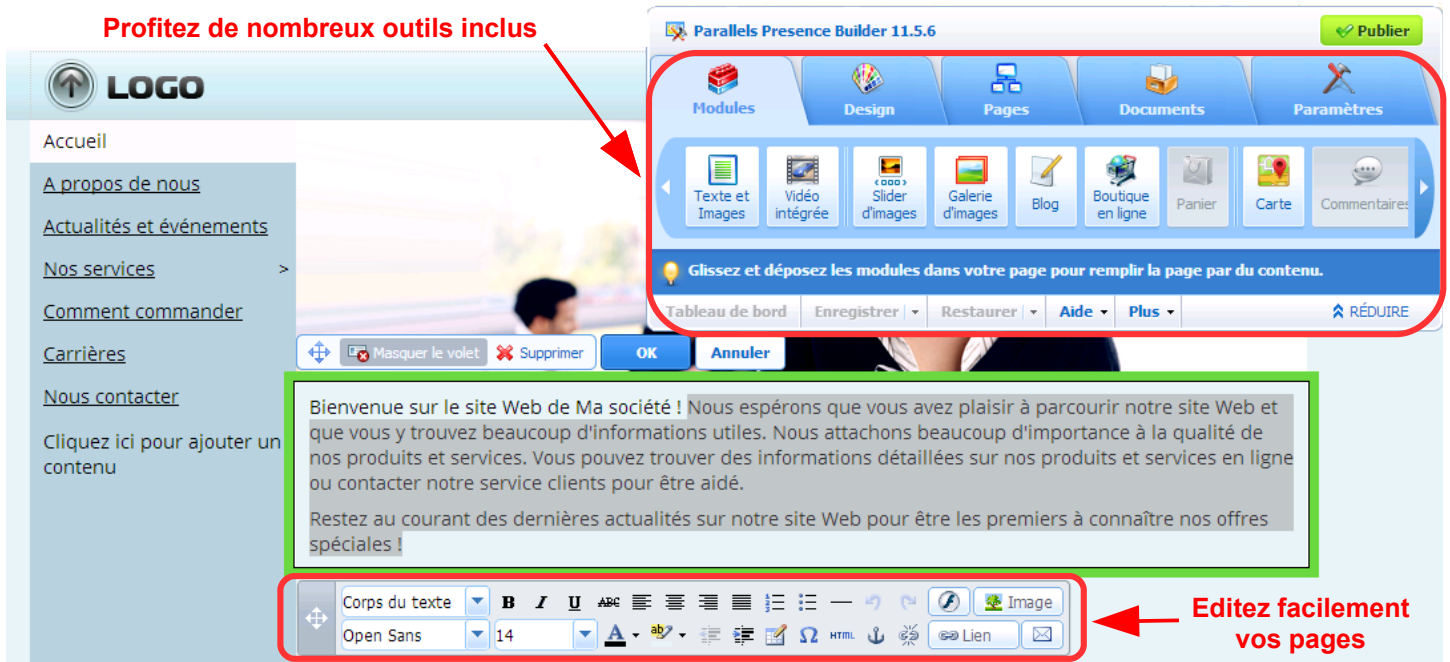 Profitez de nombreux outils inclus
Parallels Presence Builder 11.5.6
Publier
LOGO
Modules
Design
Pages
Documents
Paramètres
Accueil
A propos de nous
Actualités et événements
Nos services >
Comment commander
Carrières
Nous contacter
Cliquez ici pour ajouter un
contenu
Texte et
Images
Vidéo
intégrée
Slider
d'images
Galerie
d'images
Blog
Boutique
en ligne
Panier
Carte
Commentaires
Glissez et déposez les modules dans votre page pour remplir la page par du contenu.
Tableau de bord Enregistrer Restaurer Aide Plus RÉDUIRE
Masquer le volet Supprimer OK Annuler
Bienvenue sur le site Web de Ma société ! Nous espérons que vous avez plaisir à parcourir notre site Web et
que vous y trouvez beaucoup d'informations utiles. Nous attachons beaucoup d'importance à la qualité de
nos produits et services. Vous pouvez trouver des informations détaillées sur nos produits et services en ligne
ou contacter notre service clients pour être aidé.
Restez au courant des dernières actualités sur notre site Web pour être les premiers à connaître nos offres
spéciales !
Corps du texte B I U ABC Image
Open Sans 14 A ab Ω HTML Lien
Editez facilement
vos pages